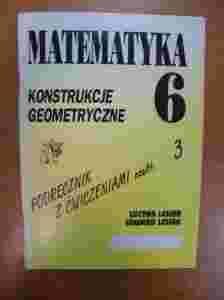 MATEMATYKA
KONSTRUKCJE
GEOMETRYCZNE
6
3
PODRĘCZNIK
Z ĆWICZENIAMI